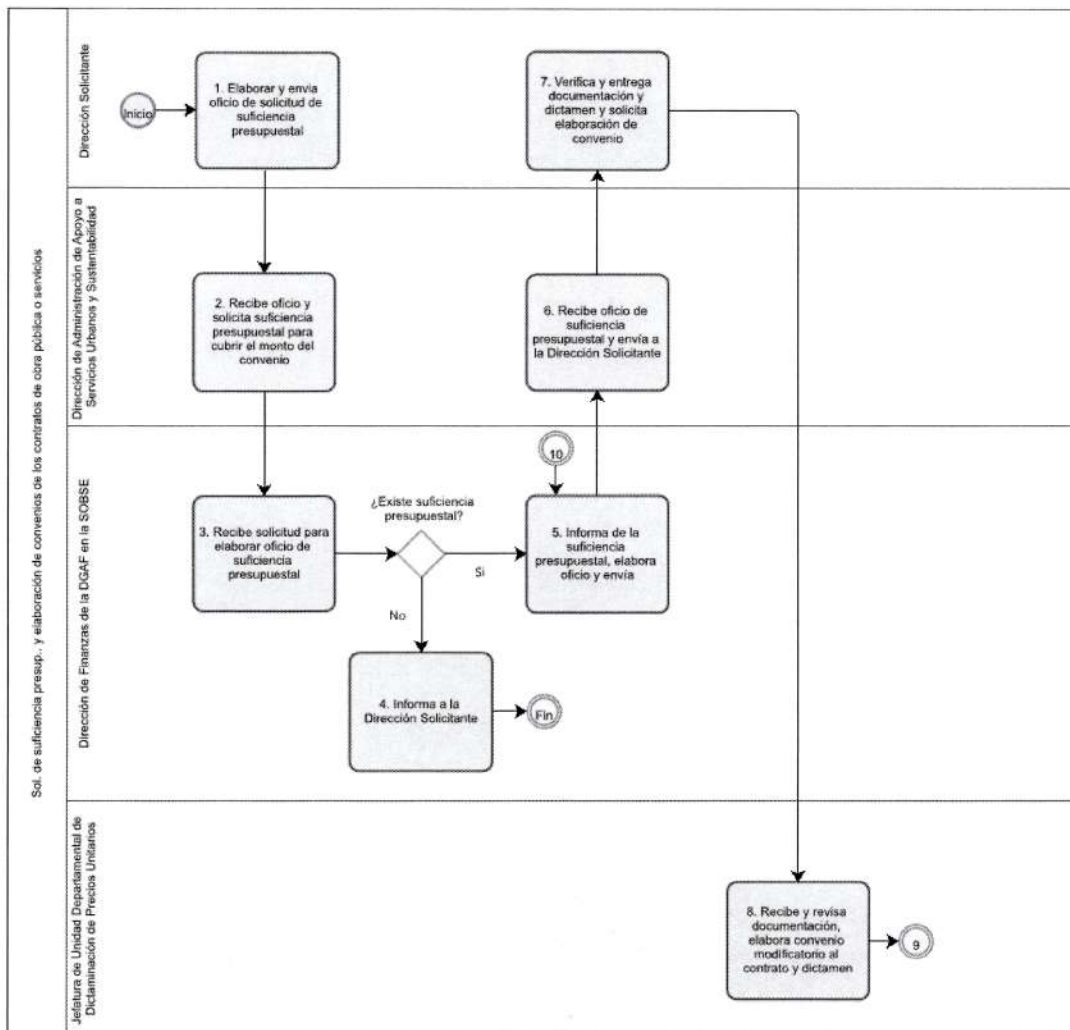 Sol. de suficiencia presup.. y elaboración de convenios de los contratos de obra pública o servicios
Dirección Solicitante
Inicio
1. Elaborar y envia
oficio de solicitud de
suficiencia
presupuestal
7. Verifica y entrega
documentación y
dictamen y solicita
elaboración de
convenio
Dirección de Administración de Apoyo a
Servicios Urbanos y Sustentabilidad
2. Recibe oficio y
solicita suficiencia
presupuestal para
cubrir el monto del
convenio
6. Recibe oficio de
suficiencia
presupuestal y envía a
la Dirección Solicitante
Dirección de Finanzas de la DGAF en la SOBSE
3. Recibe solicitud para
elaborar oficio de
suficiencia
presupuestal
¿Existe suficiencia
presupuestal?
Si
No
10
5. Informa de la
suficiencia
presupuestal, elabora
oficio y envía
4. Informa a la
Dirección Solicitante
Fin
Jefatura de Unidad Departamental de
Dictaminación de Precios Unitarios
8. Recibe y revisa
documentación,
elabora convenio
modificatorio al
contrato y dictamen
9